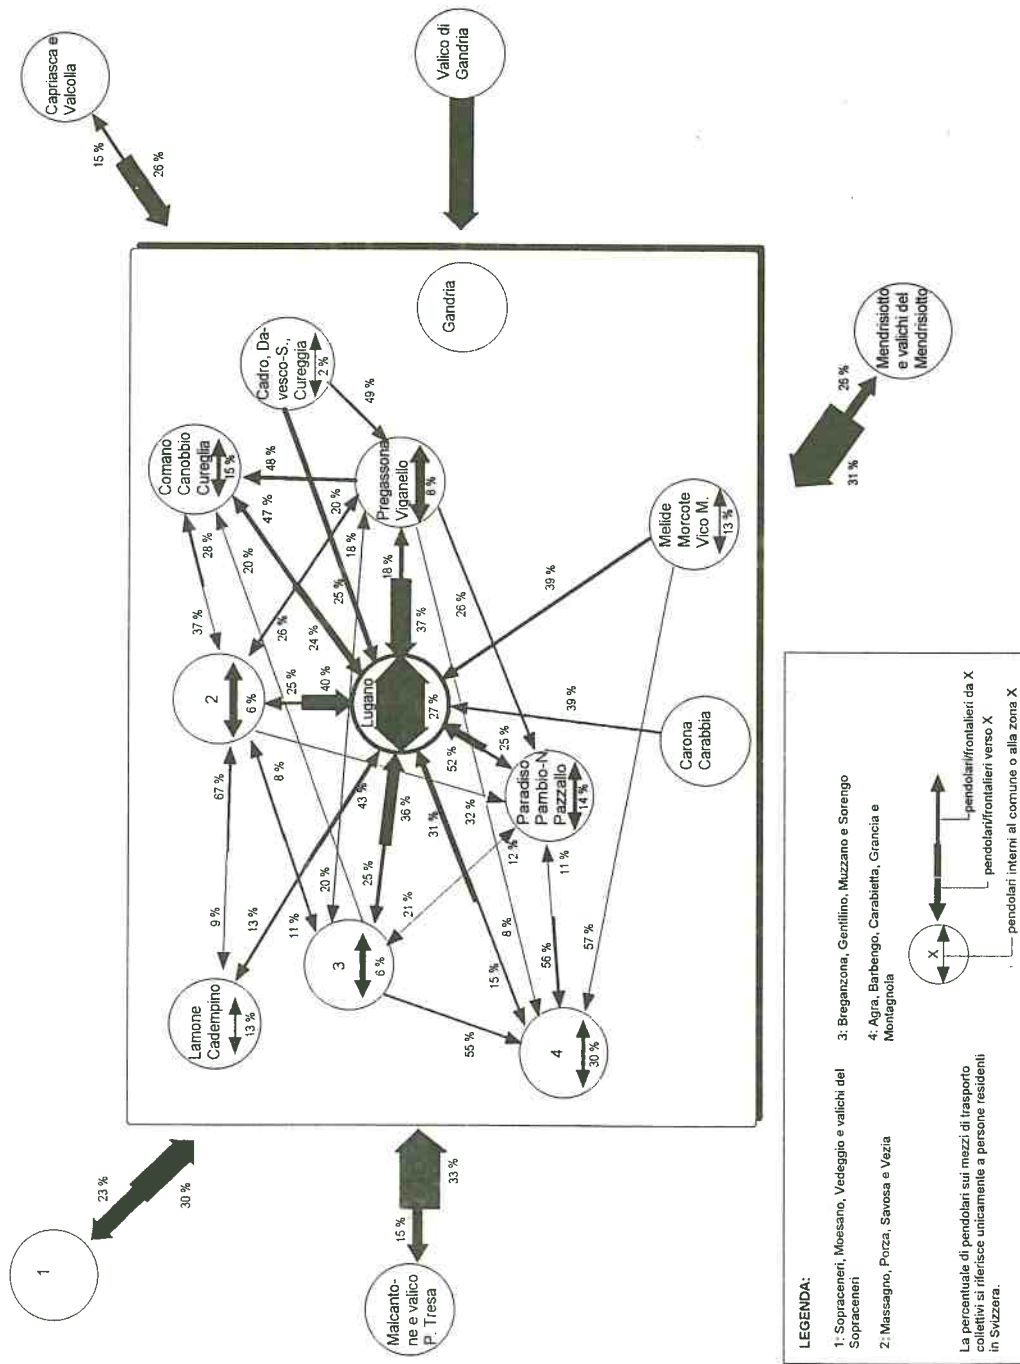 1
23 %
30 %
Capriasca e
Valcolla
15 %
26 %
Malcanto-
ne e valico
P. Tresa
15 %
33 %
Valico di
Gandria
Mendrisiotto
e valichi del
Mendrisiotto
31 %
26 %
Lamone
Cadempino
13 %
9 %
67 %
13 %
43 %
2
6 %
37 %
28 %
Comano
Canobbio
Cureglia
15 %
47 %
24 %
20 %
8 %
48 %
Cadro, Da-
vesco-S.,
Cureggia
2 %
49 %
20 %
25 %
26 %
25 %
40 %
11 %
8 %
3
6 %
20 %
18 %
25 %
36 %
Lugano
27 %
18 %
37 %
Pregassona
Viganello
8 %
Gandria
55 %
21 %
12 %
15 %
31 %
8 %
32 %
52 %
25 %
26 %
4
30 %
56 %
11 %
Paradiso
Pambio-N.
Pazzallo
14 %
57 %
39 %
Carona
Carabbia
39 %
Melide
Morcote
Vico M.
13 %
LEGENDA:
1: Sopraceneri, Moesano, Vedeggio e valichi del
Sopraceneri
2: Massagno, Porza, Savosa e Vezia
3: Breganzona, Gentilino, Muzzano e Sorengo
4: Agra, Barbengo, Carabietta, Grancia e
Montagnola
La percentuale di pendolari sui mezzi di trasporto
collettivi si riferisce unicamente a persone residenti
in Svizzera.
X
pendolari/frontalieri da X
pendolari/frontalieri verso X
pendolari interni al comune o alla zona X